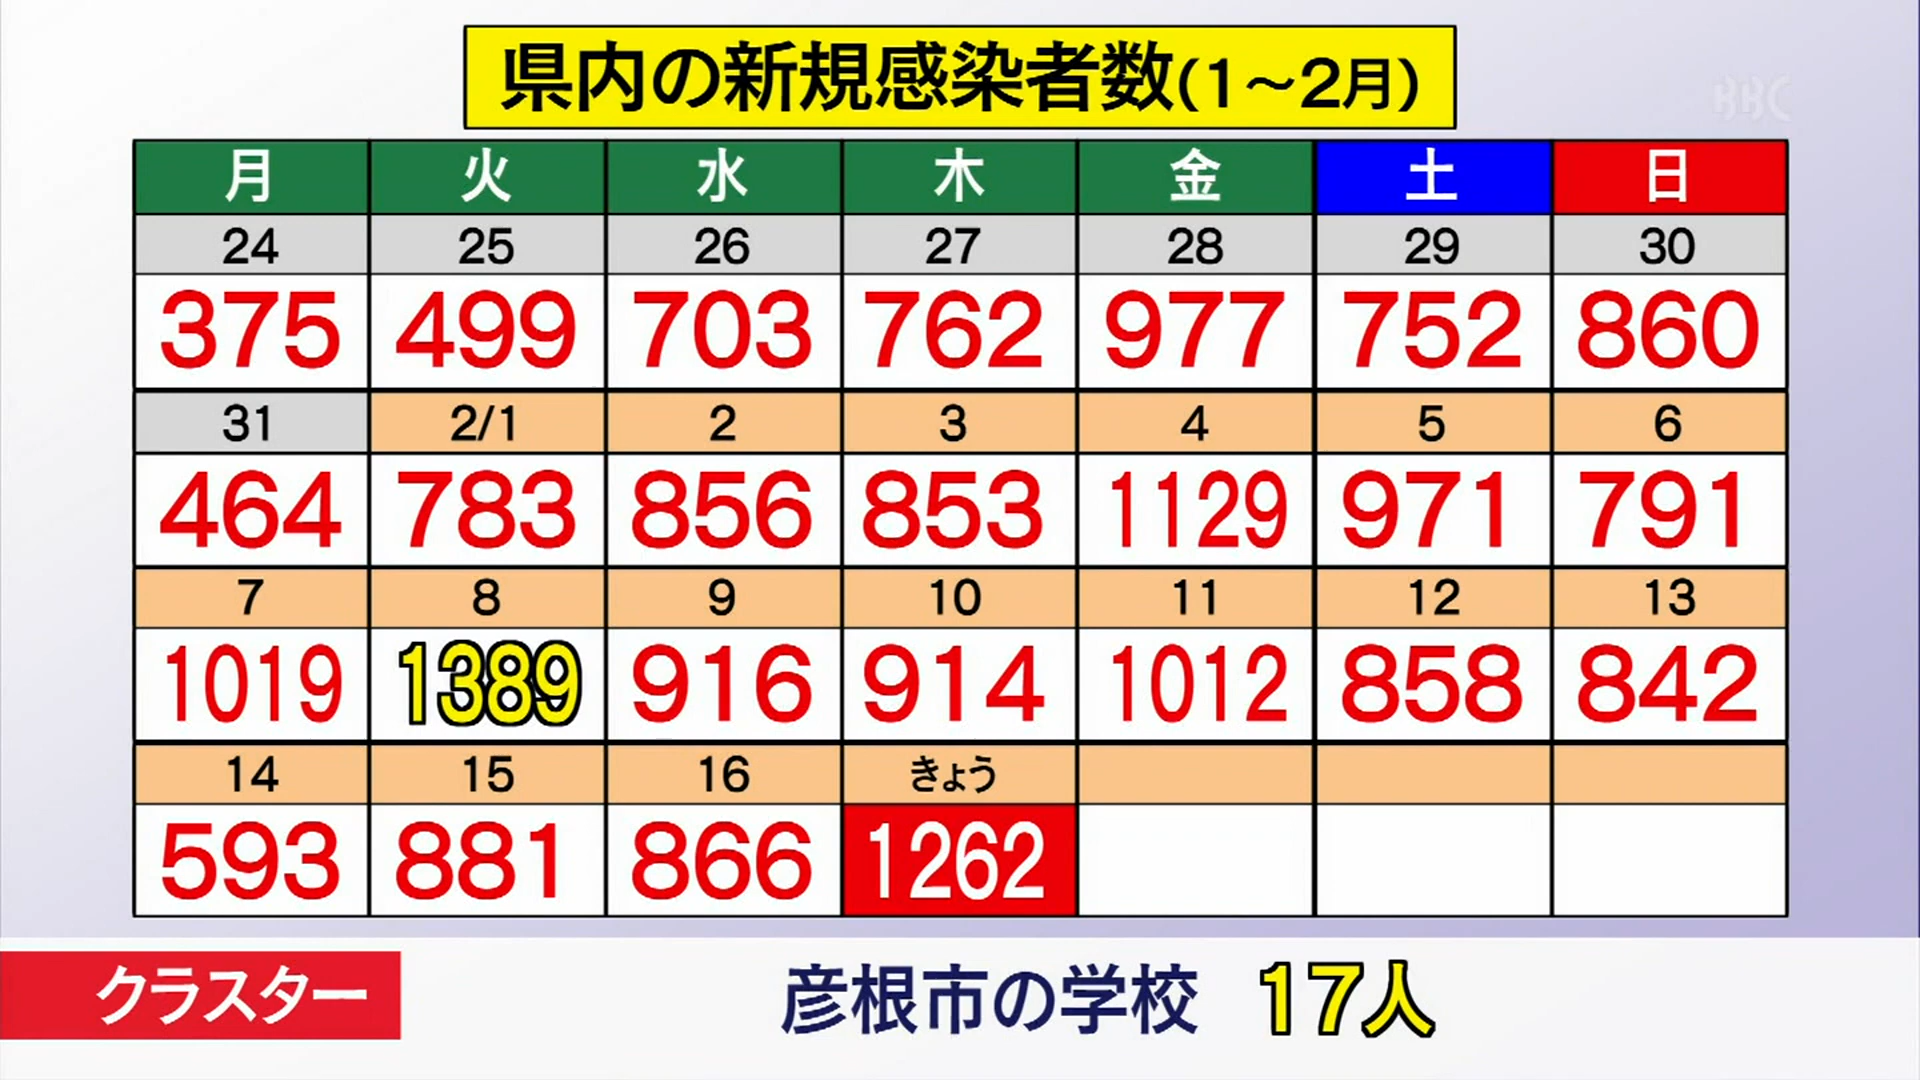 県内の新規感染者数(1～2月)
BBC
月 火 水 木 金 土 日
24 25 26 27 28 29 30
375 499 703 762 977 752 860
31 2/1 2 3 4 5 6
464 783 856 853 1129 971 791
7 8 9 10 11 12 13
1019 1389 916 914 1012 858 842
14 15 16 きょう
593 881 866 1262
クラスター 彦根市の学校 17人